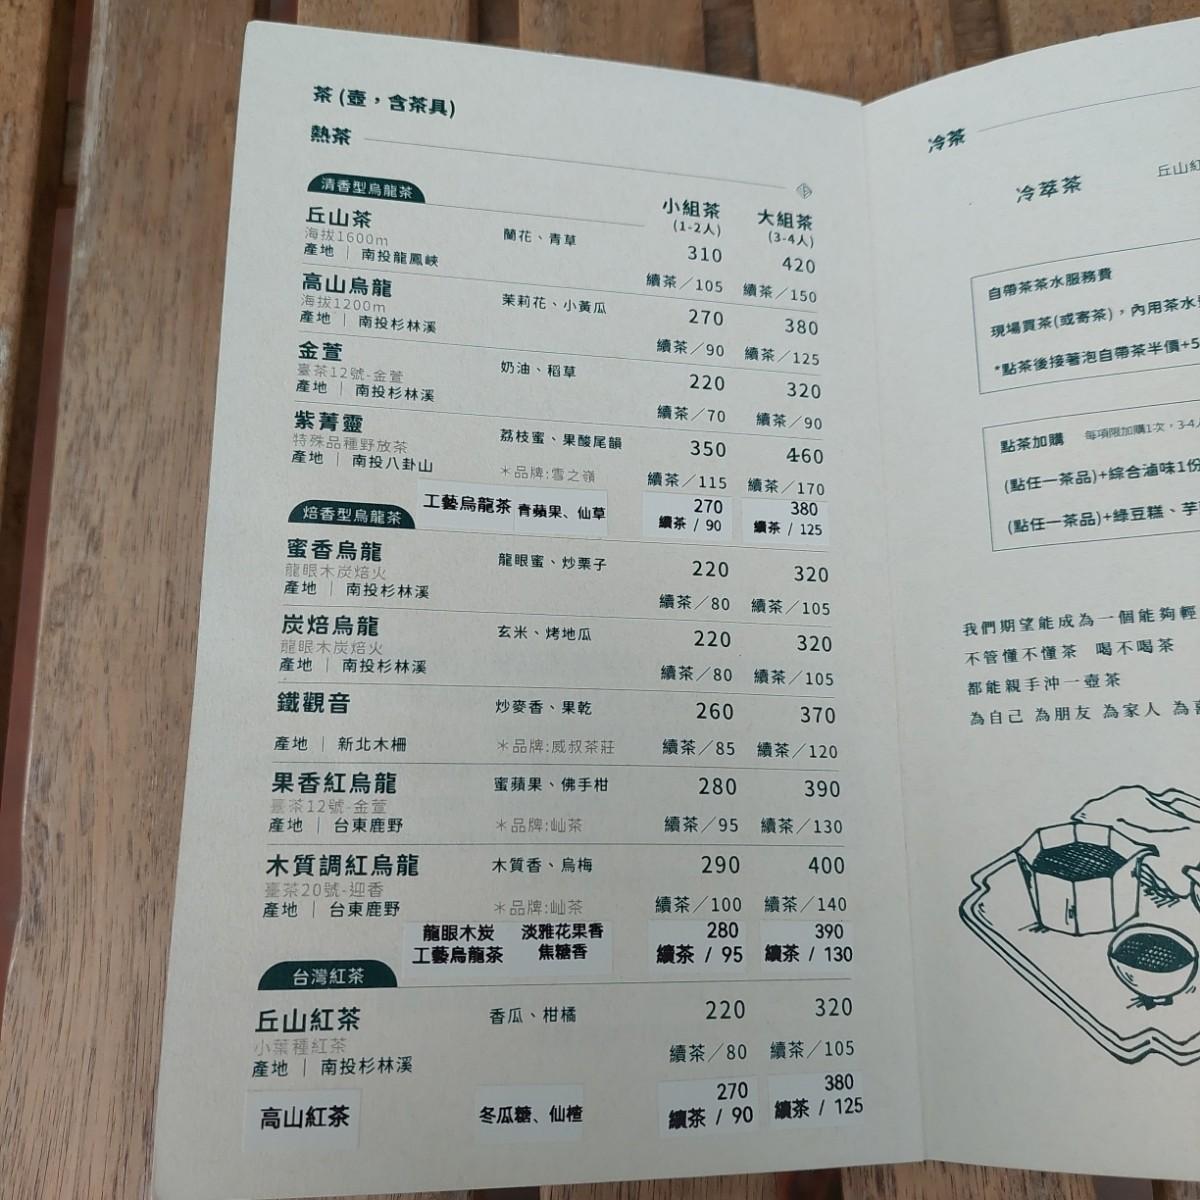 茶 (壺，含茶具)
熱茶
清香型烏龍茶
小組茶 大組茶
(1-2人) (3-4人)
丘山茶 蘭花、青草 310 420
海拔1600m
產地｜南投龍鳳峽 續茶／105 續茶／150
高山烏龍 茉莉花、小黃瓜 270 380
海拔1200m
產地｜南投杉林溪 續茶／90 續茶／125
金萱 奶油、稻草 220 320
臺茶12號-金萱
產地｜南投杉林溪 續茶／70 續茶／90
紫菁靈 荔枝蜜、果酸尾韻 350 460
特殊品種野放茶
產地｜南投八卦山 ＊品牌:雪之嶺 續茶／115 續茶／170
工藝烏龍茶 青蘋果、仙草 270 380
續茶 / 90 續茶 / 125
焙香型烏龍茶
蜜香烏龍 龍眼蜜、炒栗子 220 320
龍眼木炭焙火
產地｜南投杉林溪 續茶／80 續茶／105
炭焙烏龍 玄米、烤地瓜 220 320
龍眼木炭焙火
產地｜南投杉林溪 續茶／80 續茶／105
鐵觀音 炒麥香、果乾 260 370
產地｜新北木柵 ＊品牌:威叔茶莊 續茶／85 續茶／120
果香紅烏龍 蜜蘋果、佛手柑 280 390
臺茶12號-金萱
產地｜台東鹿野 ＊品牌:屾茶 續茶／95 續茶／130
木質調紅烏龍 木質香、烏梅 290 400
臺茶20號-迎香
產地｜台東鹿野 ＊品牌:屾茶 續茶／100 續茶／140
龍眼木炭 淡雅花果香 280 390
工藝烏龍茶 焦糖香 續茶 / 95 續茶 / 130
台灣紅茶
丘山紅茶 香瓜、柑橘 220 320
小葉種紅茶
產地｜南投杉林溪 續茶／80 續茶／105
高山紅茶 冬瓜糖、仙楂 270 380
續茶 / 90 續茶 / 125
冷茶
冷萃茶 丘山紅
自帶茶茶水服務費
現場買茶(或寄茶)，內用茶水
*點茶後接著泡自帶茶半價+5
點茶加購 每項限加購1次，3-4人
(點任一茶品)+綜合滷味1份
(點任一茶品)+綠豆糕、芋
我們期望能成為一個能夠輕
不管懂不懂茶 喝不喝茶
都能親手沖一壺茶
為自己 為朋友 為家人 為